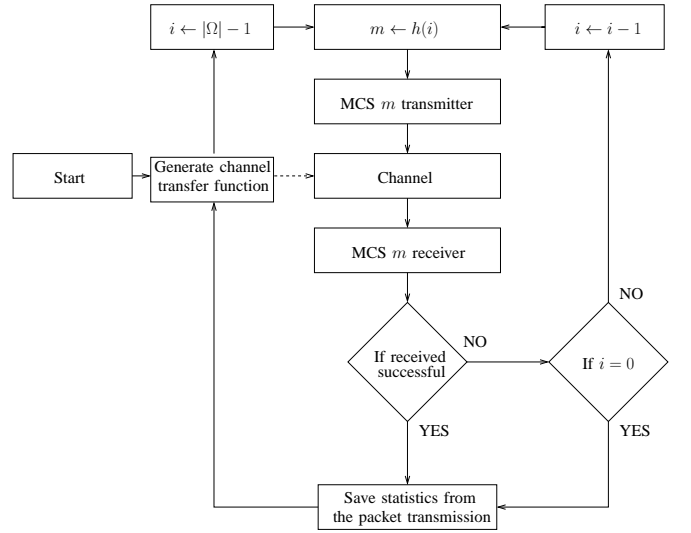 i ← |Ω| − 1
m ← h(i)
i ← i − 1
MCS m transmitter
Start
Generate channel
transfer function
Channel
MCS m receiver
NO
NO
If received
successful
If i = 0
YES
YES
Save statistics from
the packet transmission